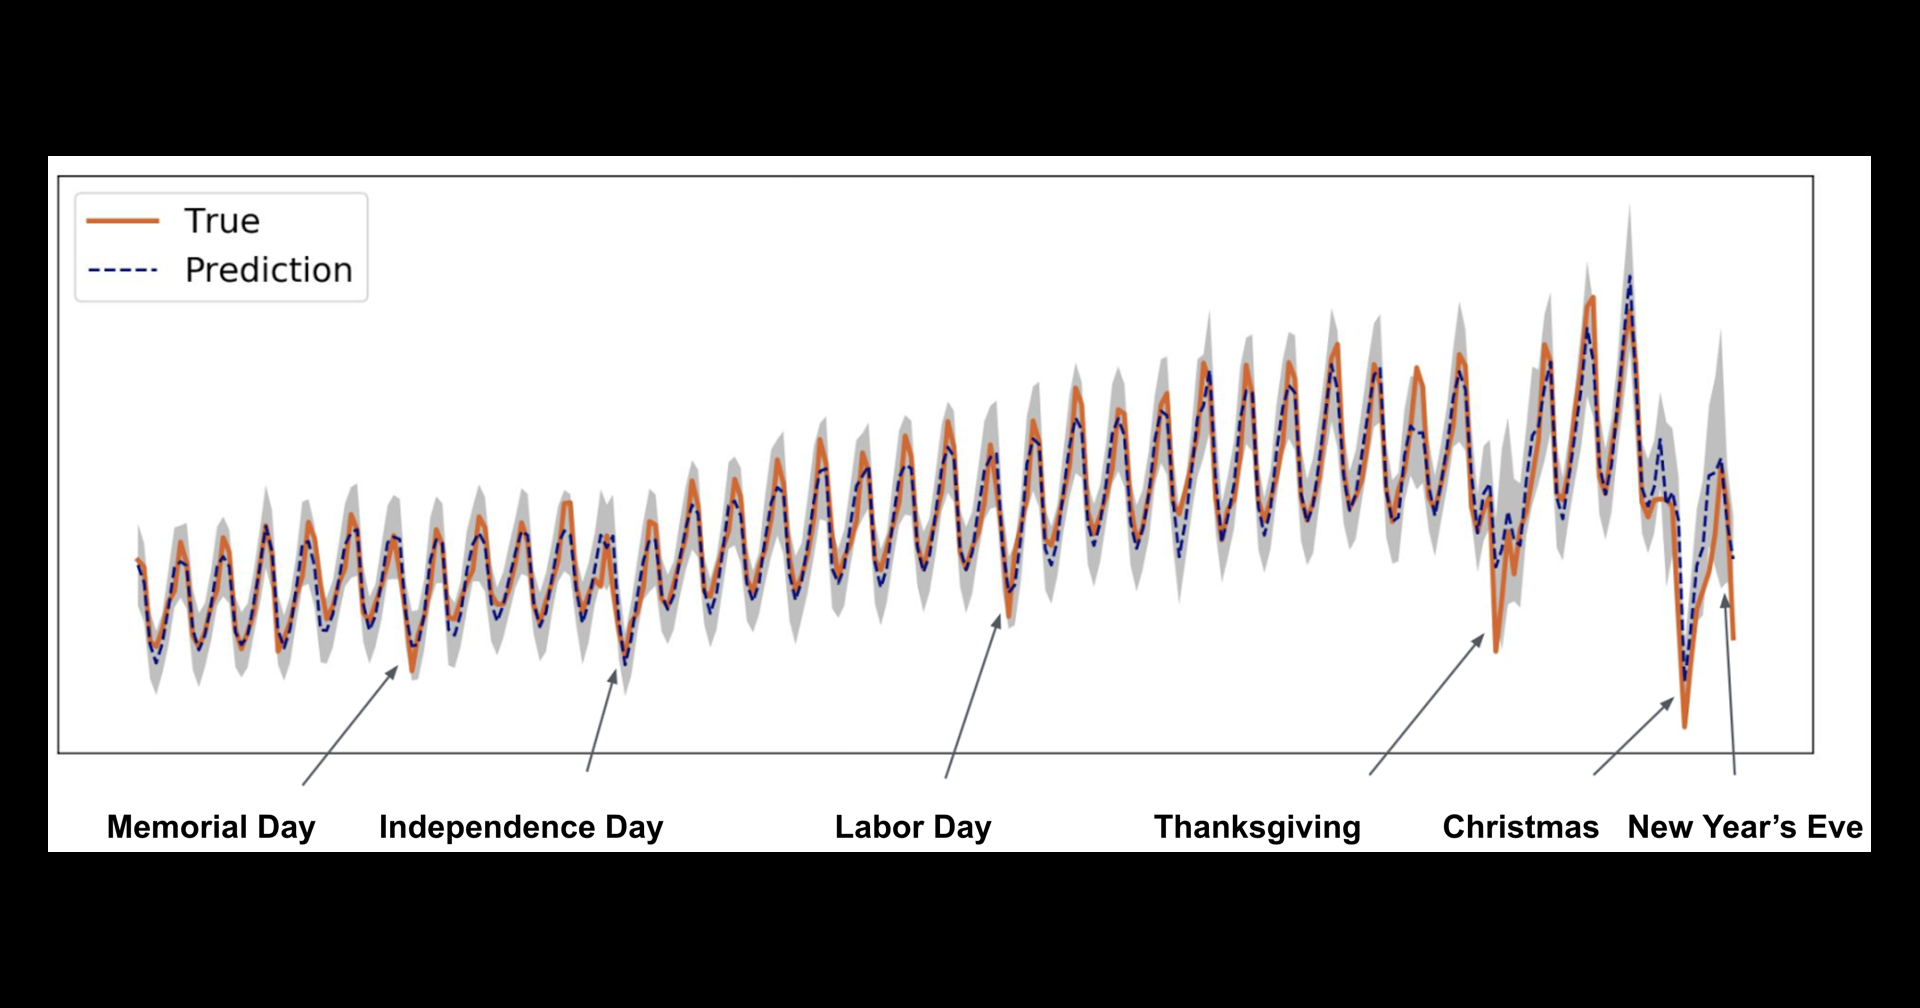 True
Prediction
Memorial Day
Independence Day
Labor Day
Thanksgiving
Christmas
New Year’s Eve